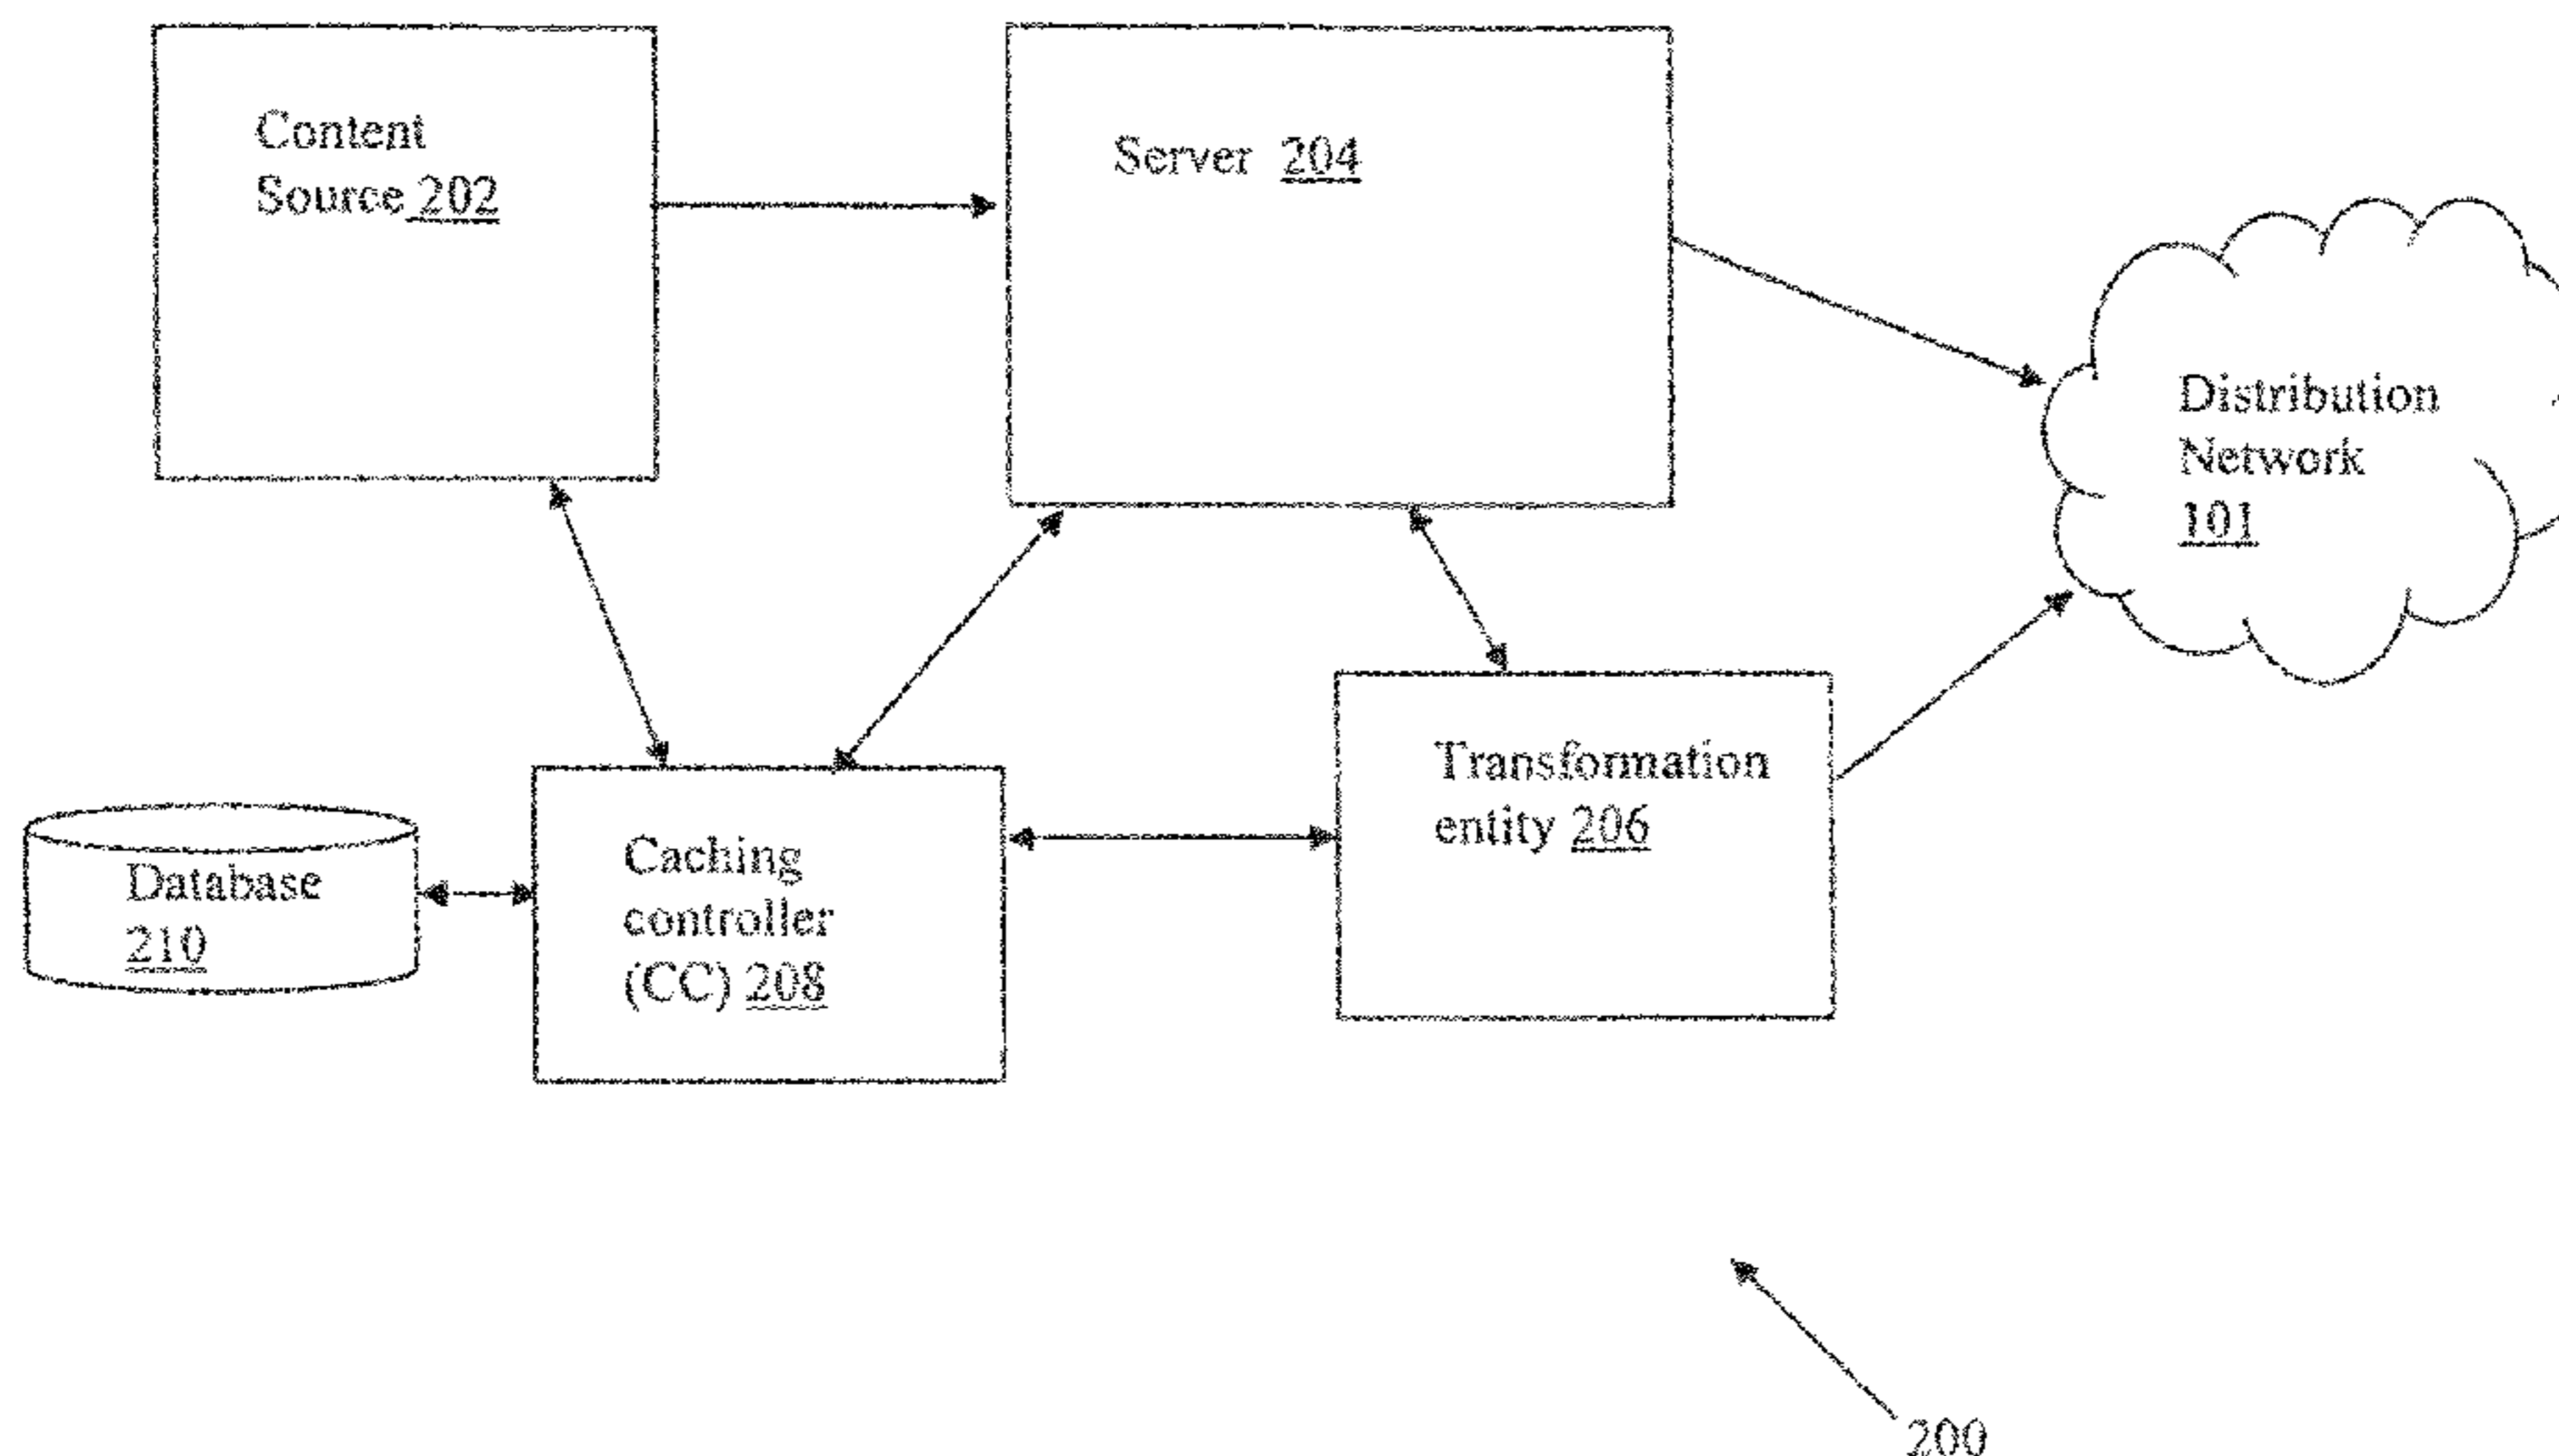 Content
Source 202
Server 204
Distribution
Network
101
Transformation
entity 206
Caching
controller
(CC) 208
Database
210
200